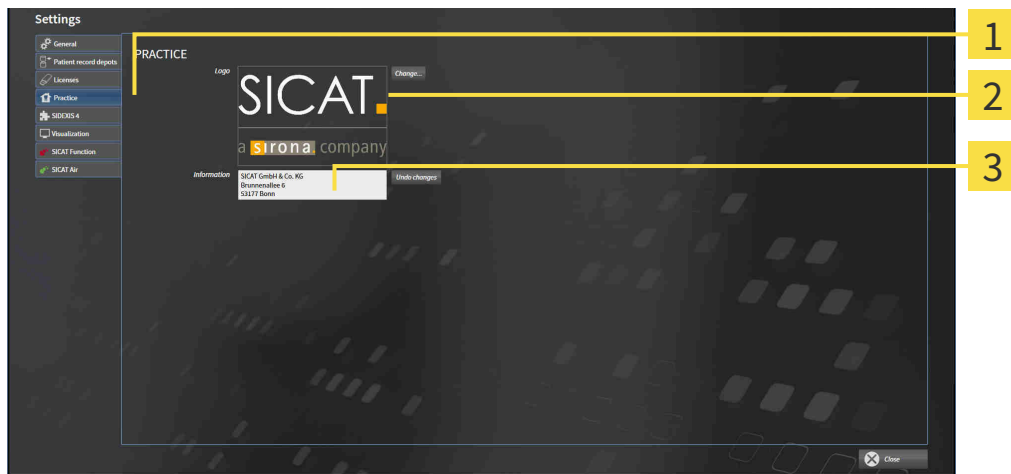 Settings
General
Patient record depots
Licenses
Practice
SIDEXIS 4
Visualization
SICAT Function
SICAT Air
PRACTICE
Logo
SICAT.
a sirona. company
Change...
Information
SICAT GmbH & Co. KG
Brunnenallee 6
53177 Bonn
Undo changes
Close
1
2
3